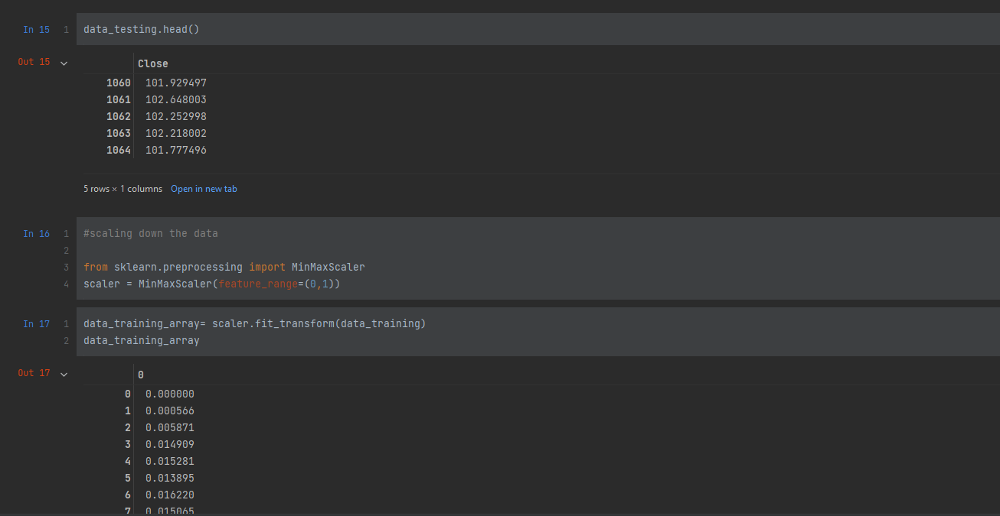 In 15 1 data_testing.head()
Out 15 Close
1060 101.929497
1061 102.648003
1062 102.252998
1063 102.218002
1064 101.777496
5 rows × 1 columns Open in new tab
In 16 1 #scaling down the data
2
3 from sklearn.preprocessing import MinMaxScaler
4 scaler = MinMaxScaler(feature_range=(0,1))
In 17 1 data_training_array= scaler.fit_transform(data_training)
2 data_training_array
Out 17 0
0 0.000000
1 0.000566
2 0.005871
3 0.014909
4 0.015281
5 0.013895
6 0.016220
7 0.015065